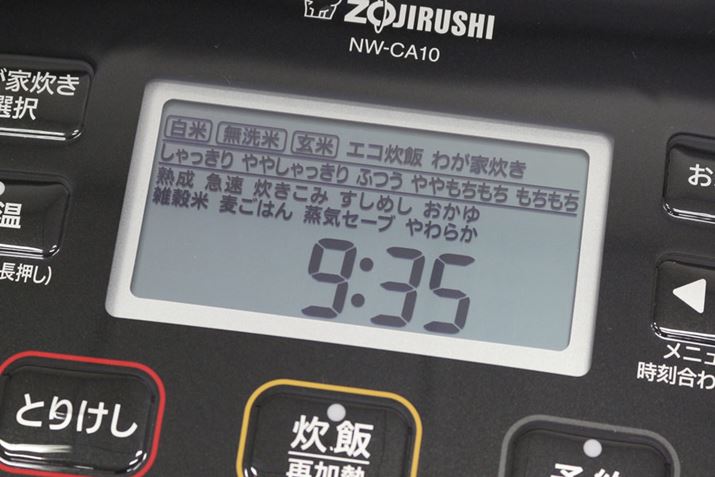 ZOJIRUSHI
NW-CA10
が家炊き
選択
白米 無洗米 玄米 エコ炊飯 わが家炊き
しゃっきり ややしゃっきり ふつう ややもちもち もちもち
熟成 急速 炊きこみ すしめし おかゆ
雑穀米 麦ごはん 蒸気セーブ やわらか
9:35
お
温
長押し)
メニュ
時刻合わ
とりけし
炊飯
再加熱
予約